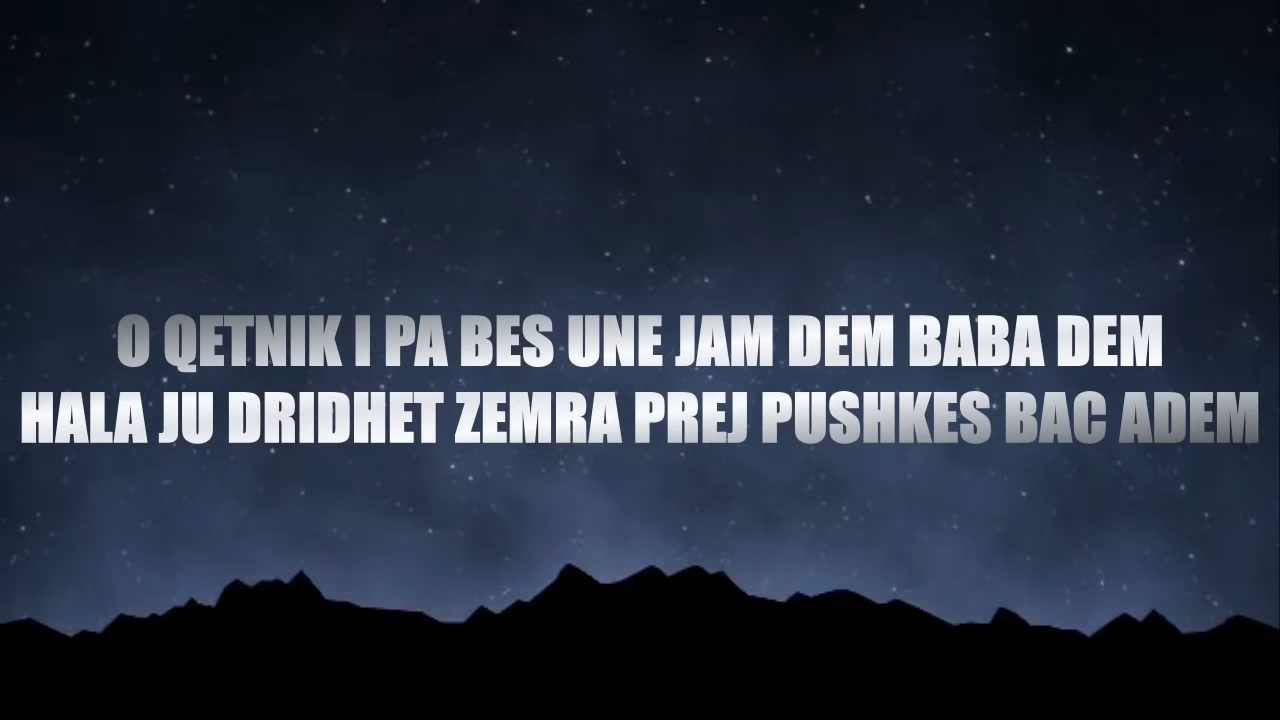 O QETNIK I PA BES UNE JAM DEM BABA DEM
HALA JU DRIDHET ZEMRA PREJ PUSHKES BAC ADEM